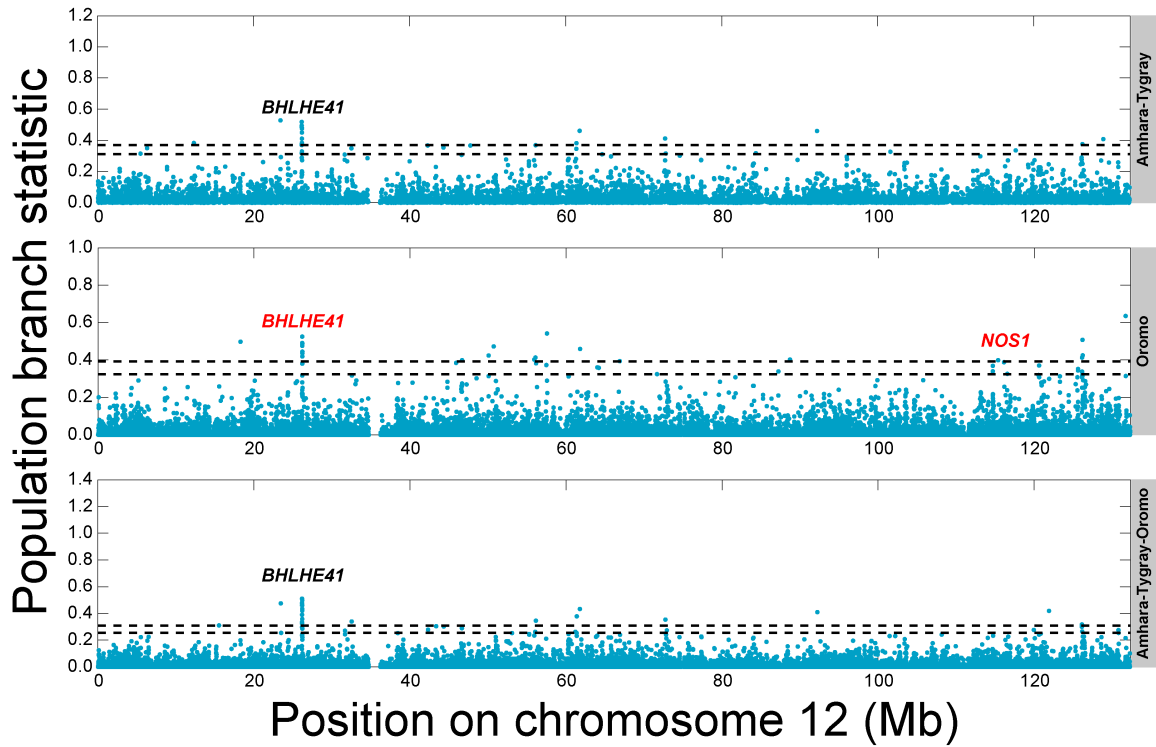 Population branch statistic
1.2
1.0
0.8
0.6
0.4
0.2
0.0
BHLHE41
0 20 40 60 80 100 120
Amhara-Tygray
1.0
0.8
0.6
0.4
0.2
0.0
BHLHE41
NOS1
0 20 40 60 80 100 120
Oromo
1.4
1.2
1.0
0.8
0.6
0.4
0.2
0.0
BHLHE41
0 20 40 60 80 100 120
Amhara-Tygray-Oromo
Position on chromosome 12 (Mb)